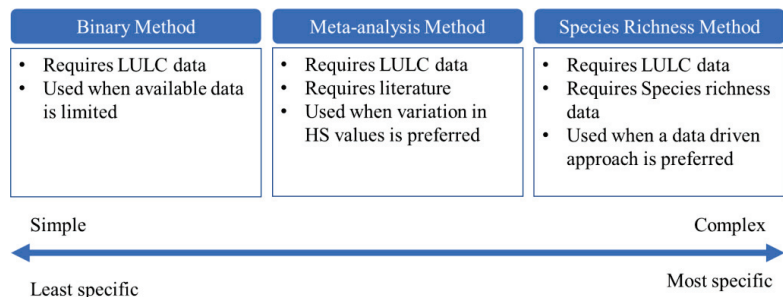 Binary Method
• Requires LULC data
• Used when available data
is limited
Meta-analysis Method
• Requires LULC data
• Requires literature
• Used when variation in
HS values is preferred
Species Richness Method
• Requires LULC data
• Requires Species richness
data
• Used when a data driven
approach is preferred
Simple
Complex
Least specific
Most specific